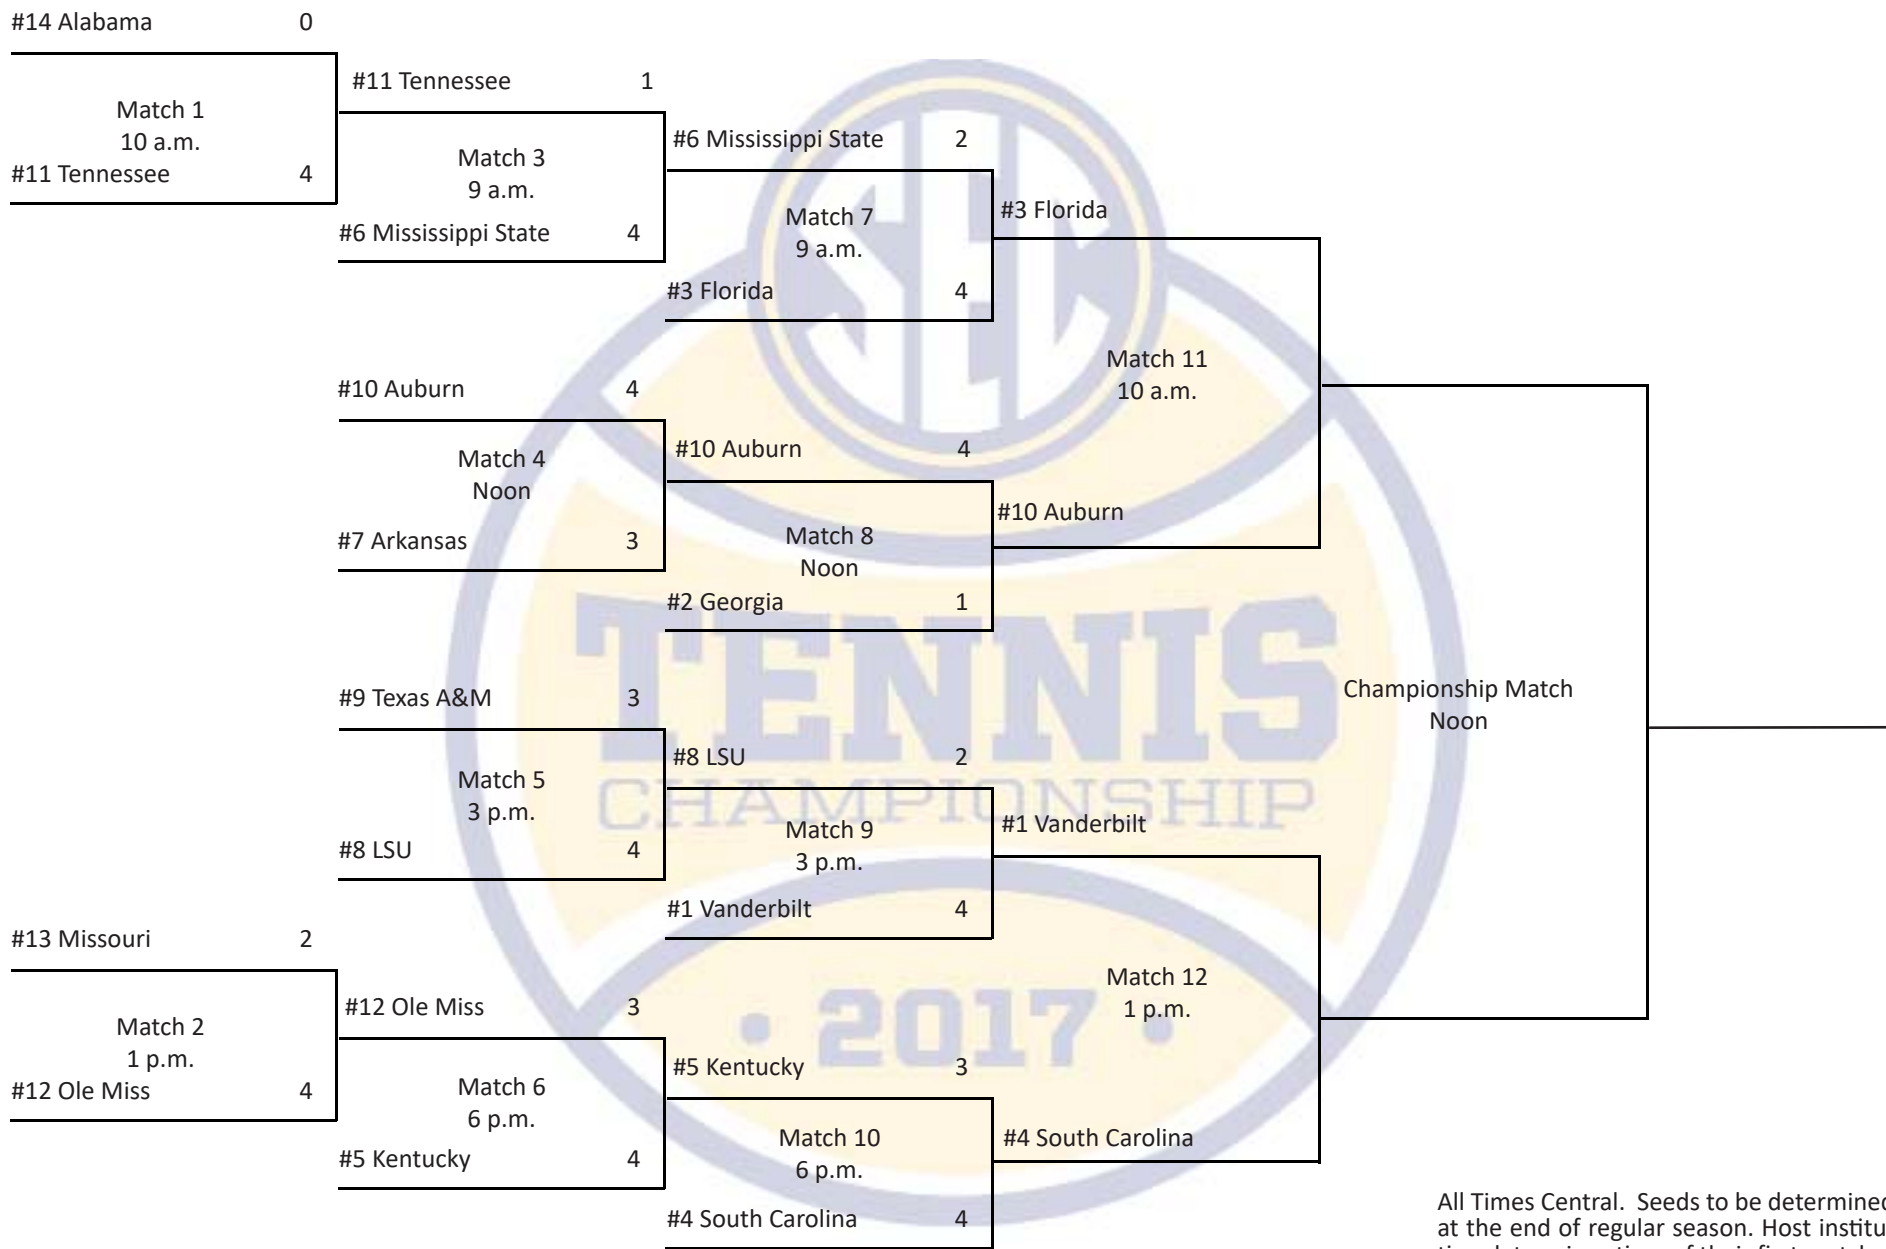 #14 Alabama 0
Match 1
10 a.m.
#11 Tennessee 4
#11 Tennessee 1
Match 3
9 a.m.
#6 Mississippi State 4
#6 Mississippi State 2
Match 7
9 a.m.
#3 Florida 4
#3 Florida
Match 11
10 a.m.
#10 Auburn 4
Match 4
Noon
#7 Arkansas 3
#10 Auburn 4
Match 8
Noon
#2 Georgia 1
#10 Auburn
Championship Match
Noon
#9 Texas A&M 3
Match 5
3 p.m.
#8 LSU 4
#8 LSU 2
Match 9
3 p.m.
#1 Vanderbilt 4
#1 Vanderbilt
Match 12
1 p.m.
#13 Missouri 2
Match 2
1 p.m.
#12 Ole Miss 4
#12 Ole Miss 3
Match 6
6 p.m.
#5 Kentucky 4
#5 Kentucky 3
Match 10
6 p.m.
#4 South Carolina 4
#4 South Carolina
SEC
TENNIS
CHAMPIONSHIP
• 2017 •
All Times Central. Seeds to be determined
at the end of regular season. Host institu